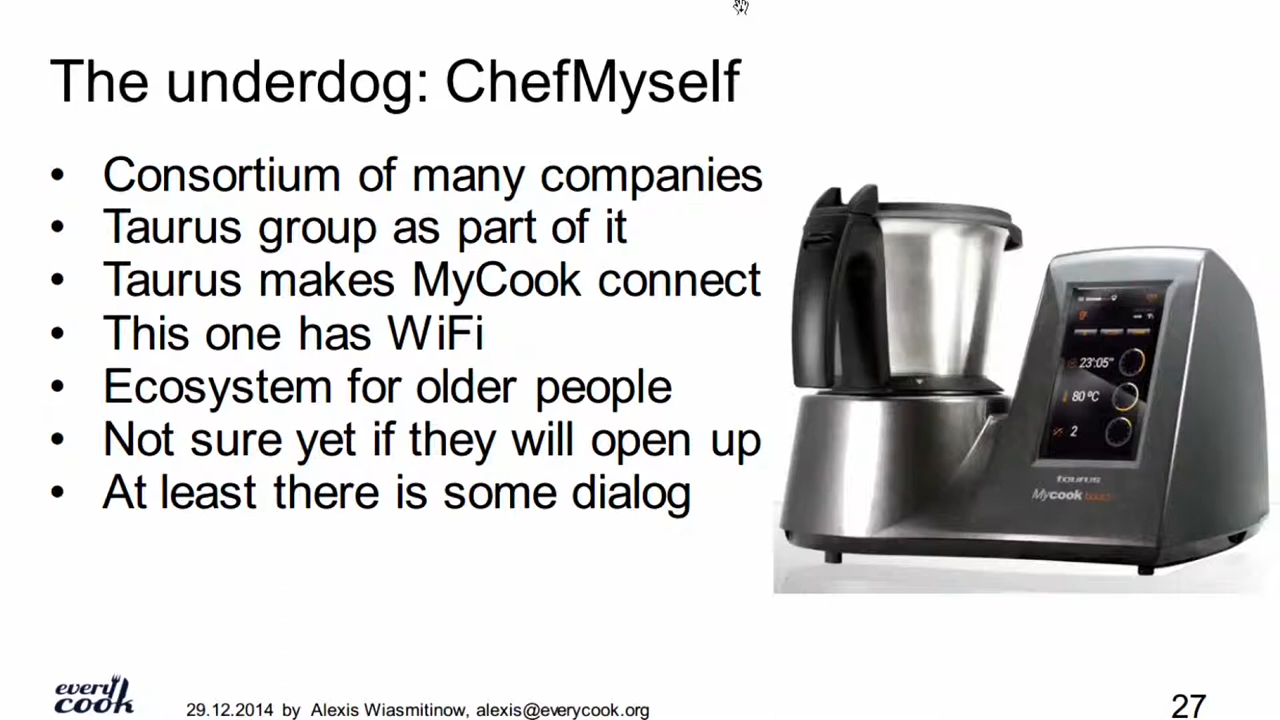 The underdog: ChefMyself
• Consortium of many companies
• Taurus group as part of it
• Taurus makes MyCook connect
• This one has WiFi
• Ecosystem for older people
• Not sure yet if they will open up
• At least there is some dialog
23'05"
80 ºC
2
taurus
Mycook touch
every
cook
29.12.2014 by Alexis Wiasmitinow, alexis@everycook.org
27